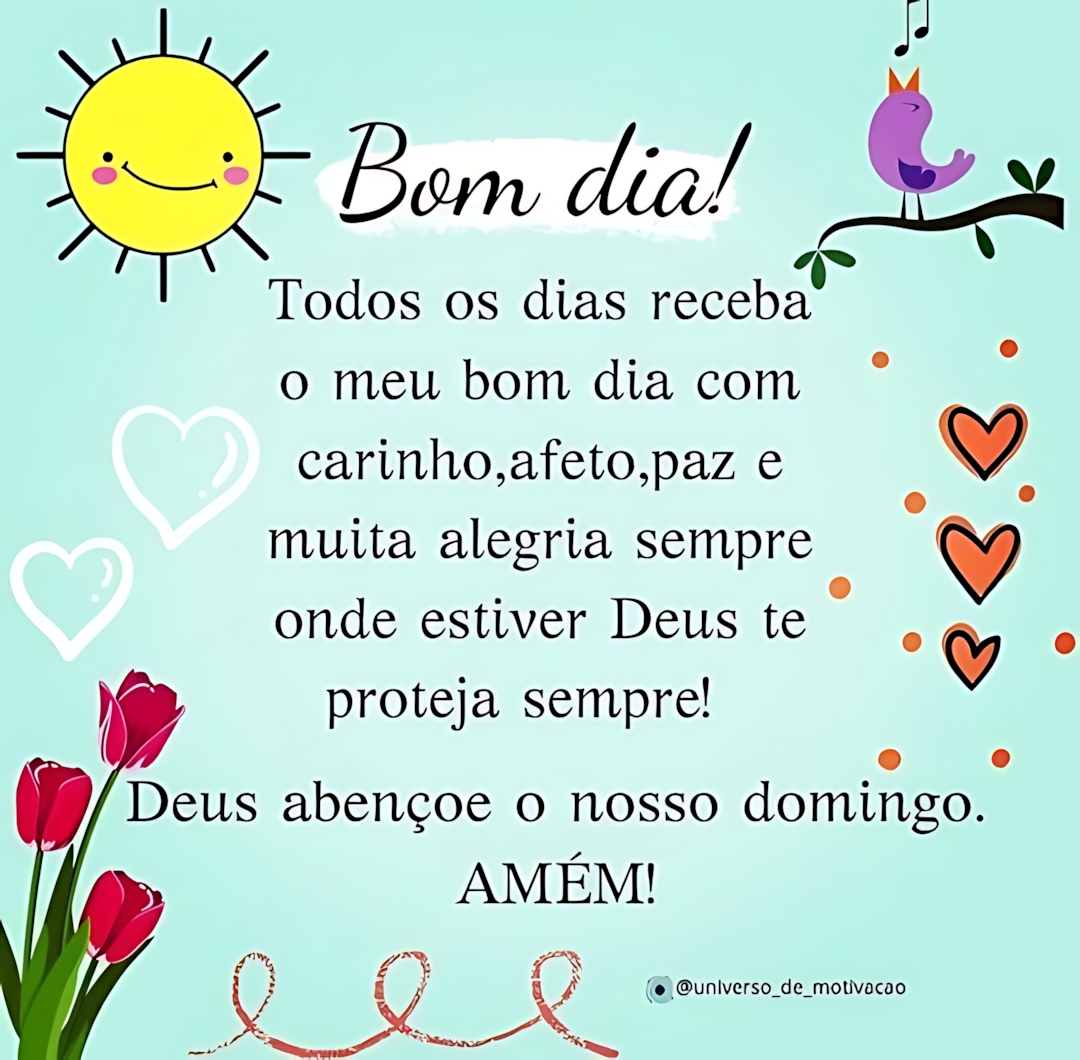 Bom dia!
Todos os dias receba
o meu bom dia com
carinho,afeto,paz e
muita alegria sempre
onde estiver Deus te
proteja sempre!
Deus abençoe o nosso domingo.
AMÉM!
@universo_de_motivacao